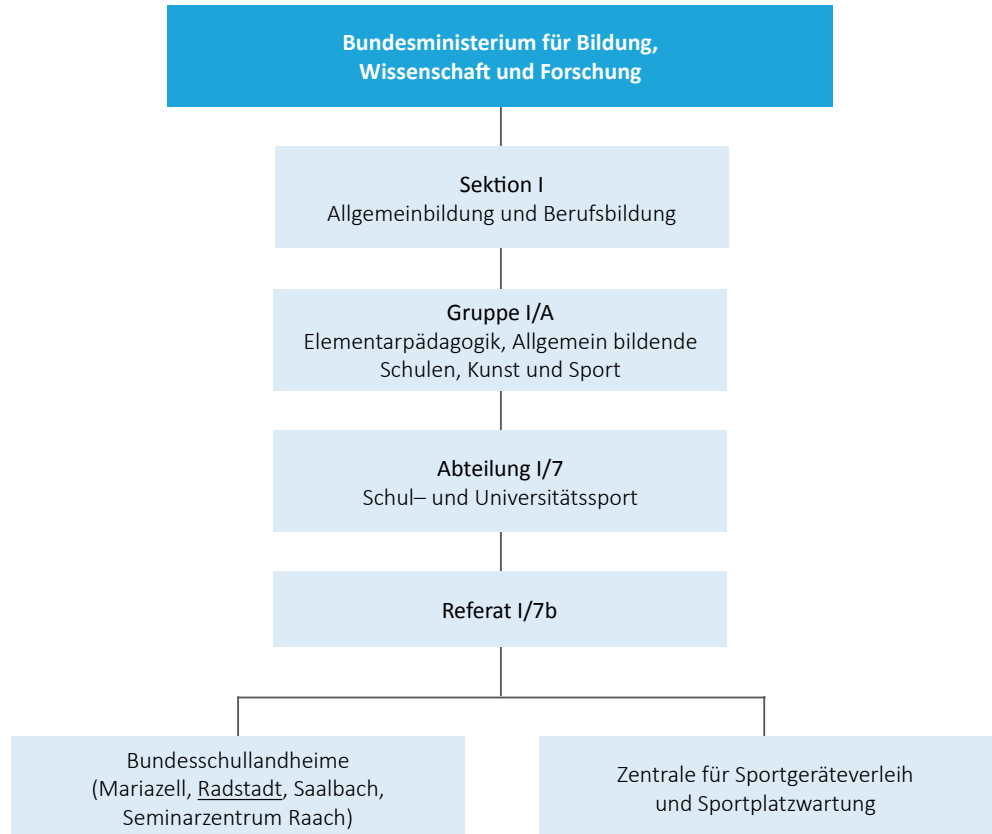 Bundesministerium für Bildung,
Wissenschaft und Forschung
Sektion I
Allgemeinbildung und Berufsbildung
Gruppe I/A
Elementarpädagogik, Allgemein bildende
Schulen, Kunst und Sport
Abteilung I/7
Schul– und Universitätssport
Referat I/7b
Bundesschullandheime
(Mariazell, Radstadt, Saalbach,
Seminarzentrum Raach)
Zentrale für Sportgeräteverleih
und Sportplatzwartung